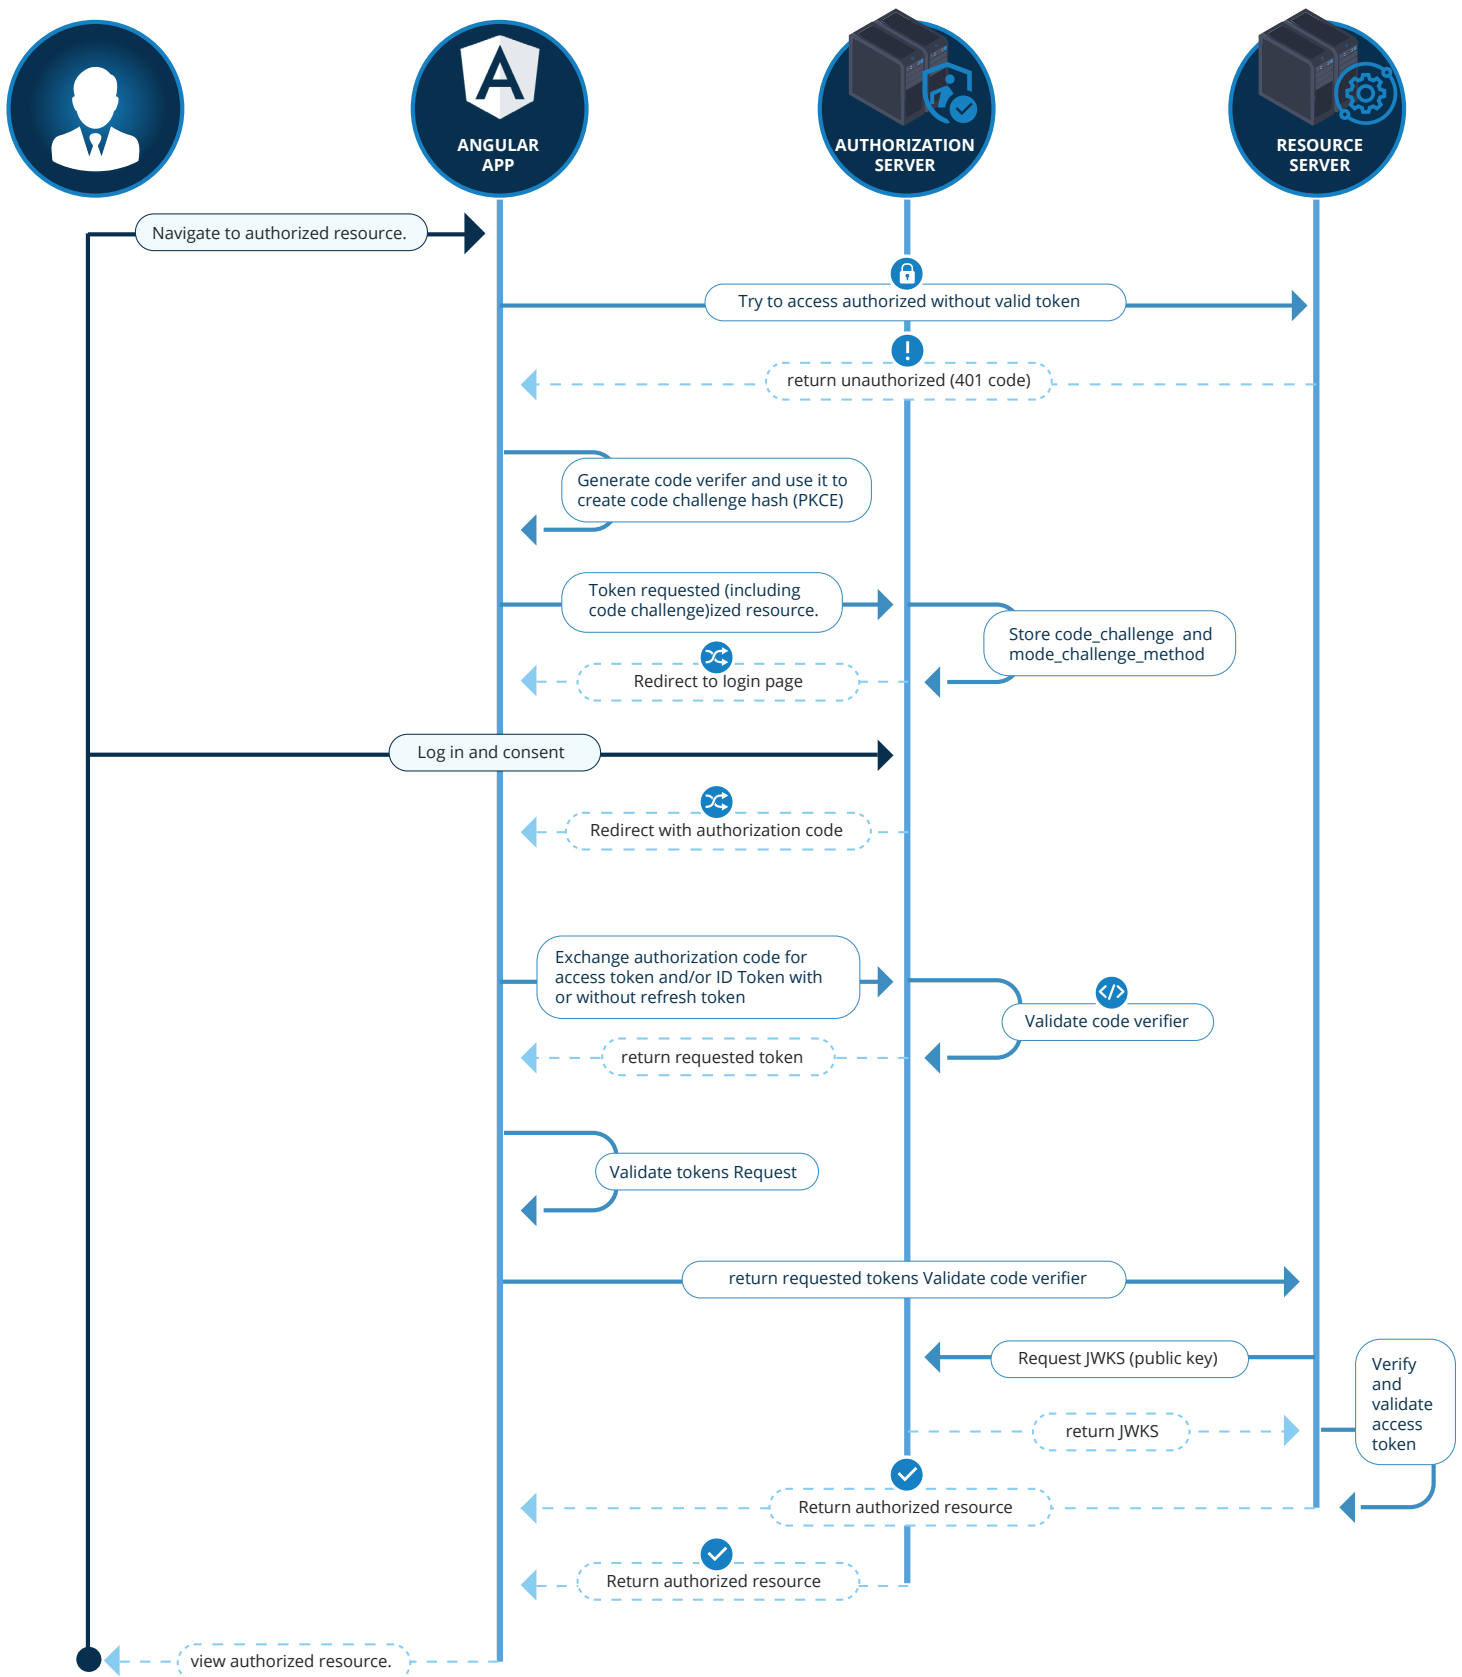 ANGULAR
APP
AUTHORIZATION
SERVER
RESOURCE
SERVER
Navigate to authorized resource.
Try to access authorized without valid token
return unauthorized (401 code)
Generate code verifer and use it to
create code challenge hash (PKCE)
Token requested (including
code challenge)ized resource.
Store code_challenge and
mode_challenge_method
Redirect to login page
Log in and consent
Redirect with authorization code
Exchange authorization code for
access token and/or ID Token with
or without refresh token
Validate code verifier
return requested token
Validate tokens Request
return requested tokens Validate code verifier
Request JWKS (public key)
Verify
and
validate
access
token
return JWKS
Return authorized resource
Return authorized resource
view authorized resource.